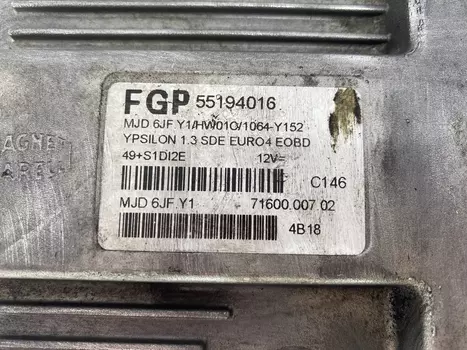 FGP 55194016
MJD 6JF.Y1/HW01C/1064-Y152
YPSILON 1.3 SDE EURO4 EOBD
49+S1DI2E 12V=
C146
MJD 6JF.Y1 71600.007 02
4B18